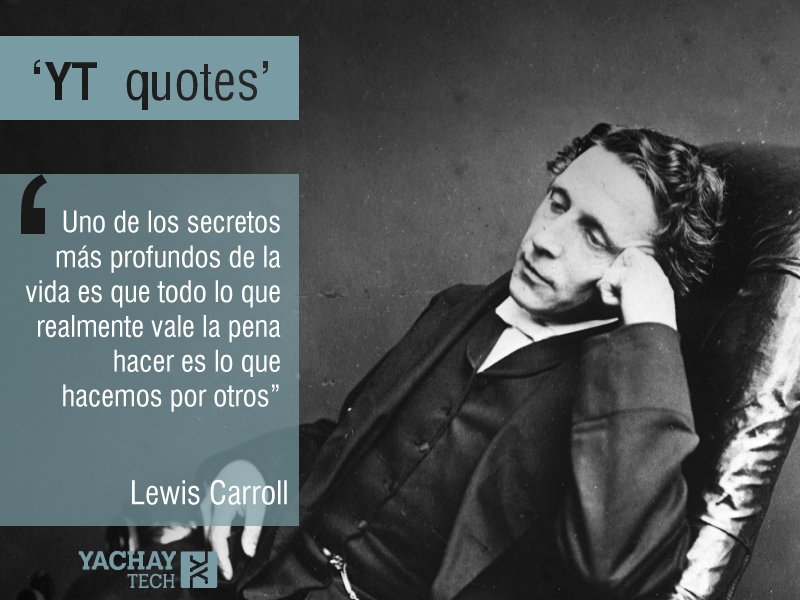 ‘YT quotes’
‘
Uno de los secretos
más profundos de la
vida es que todo lo que
realmente vale la pena
hacer es lo que
hacemos por otros”
Lewis Carroll
YACHAY
TECH